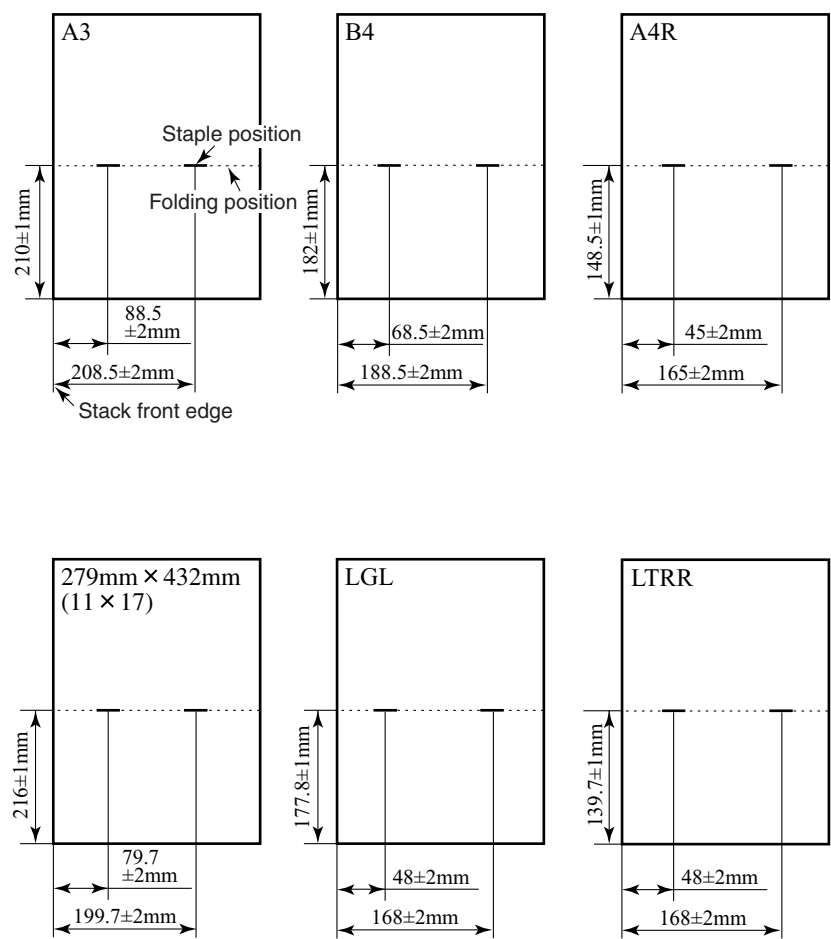 A3
Staple position
Folding position
210±1mm
88.5
±2mm
208.5±2mm
Stack front edge
B4
182±1mm
68.5±2mm
188.5±2mm
A4R
148.5±1mm
45±2mm
165±2mm
279mm × 432mm
(11 × 17)
216±1mm
79.7
±2mm
199.7±2mm
LGL
177.8±1mm
48±2mm
168±2mm
LTRR
139.7±1mm
48±2mm
168±2mm